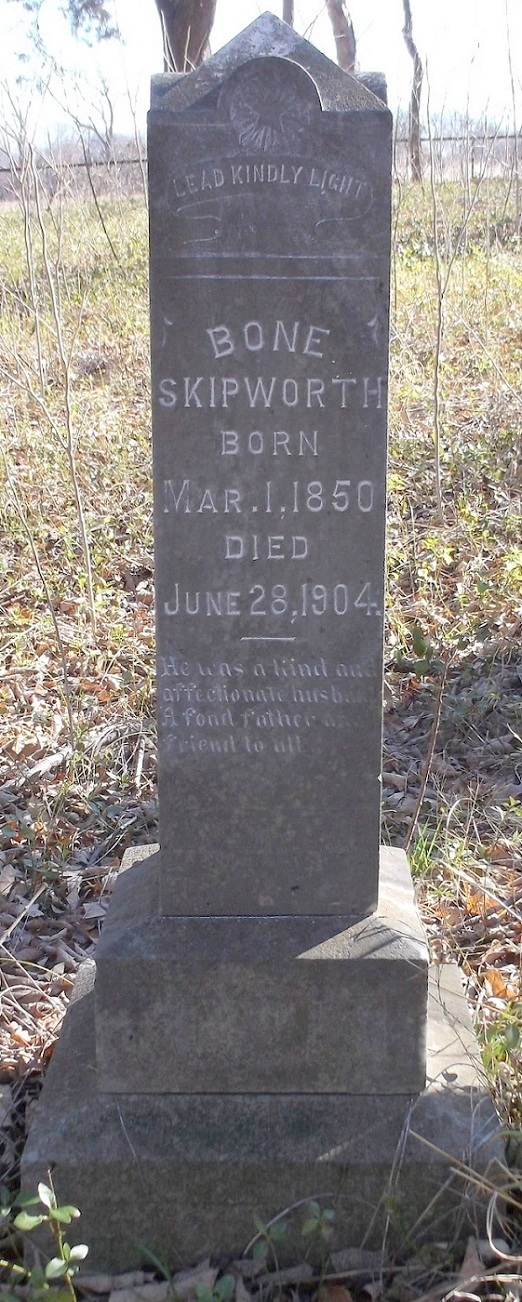 LEAD KINDLY LIGHT
BONE
SKIPWORTH
BORN
MAR. 1, 1850
DIED
JUNE 28, 1904.
He was a kind and
affectionate husband
A fond father and
friend to all.